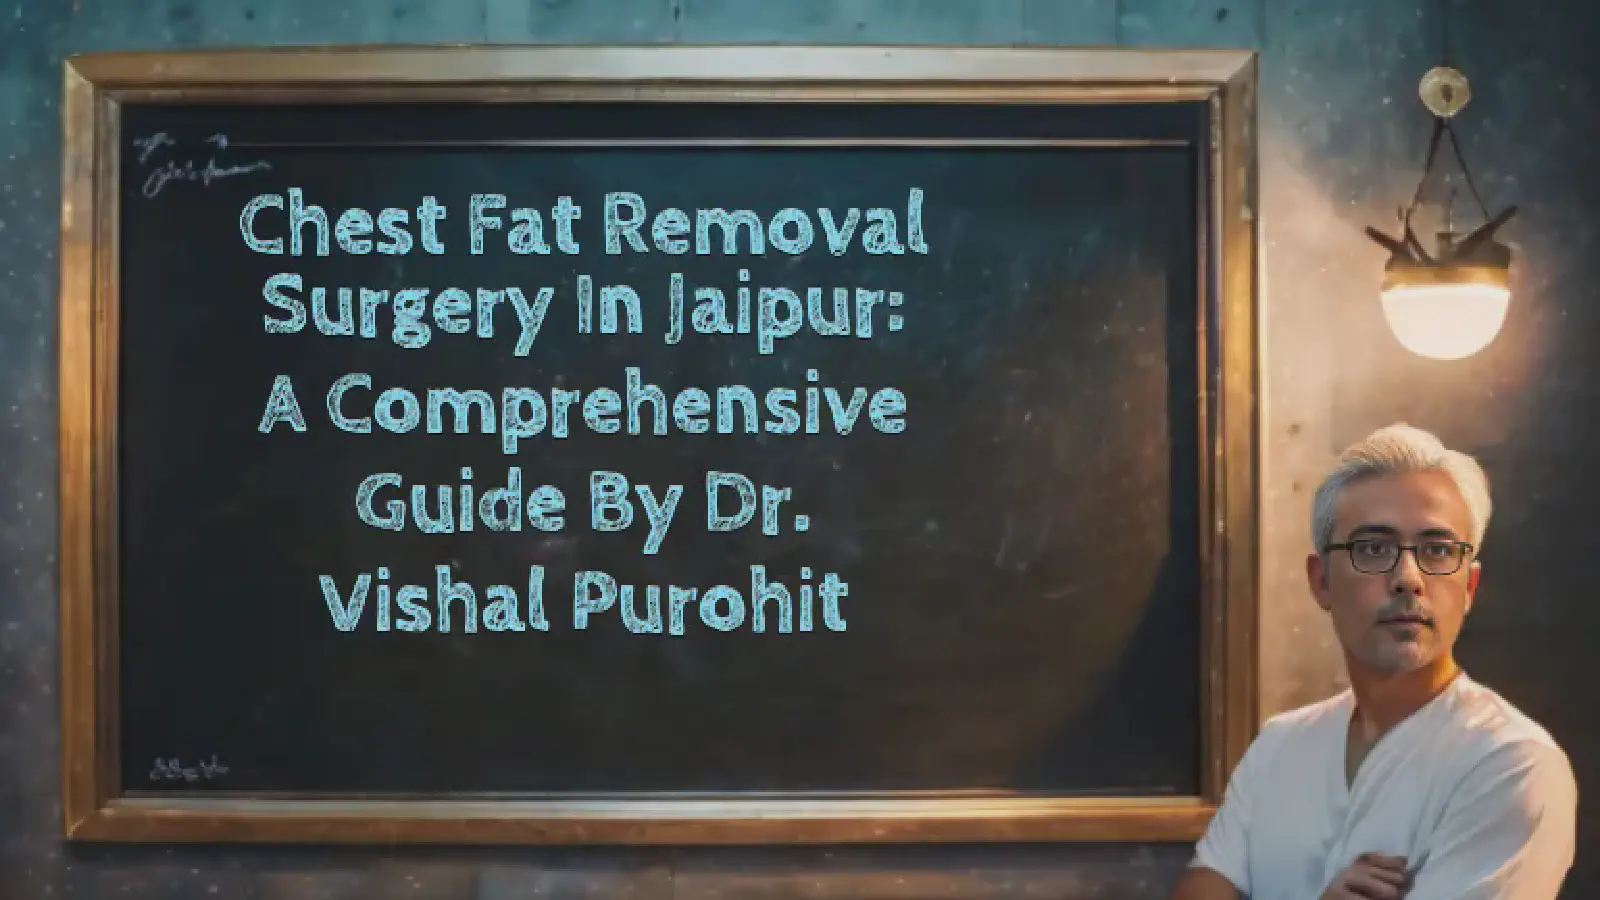 Chest Fat Removal
Surgery In Jaipur:
A Comprehensive
Guide By Dr.
Vishal Purohit